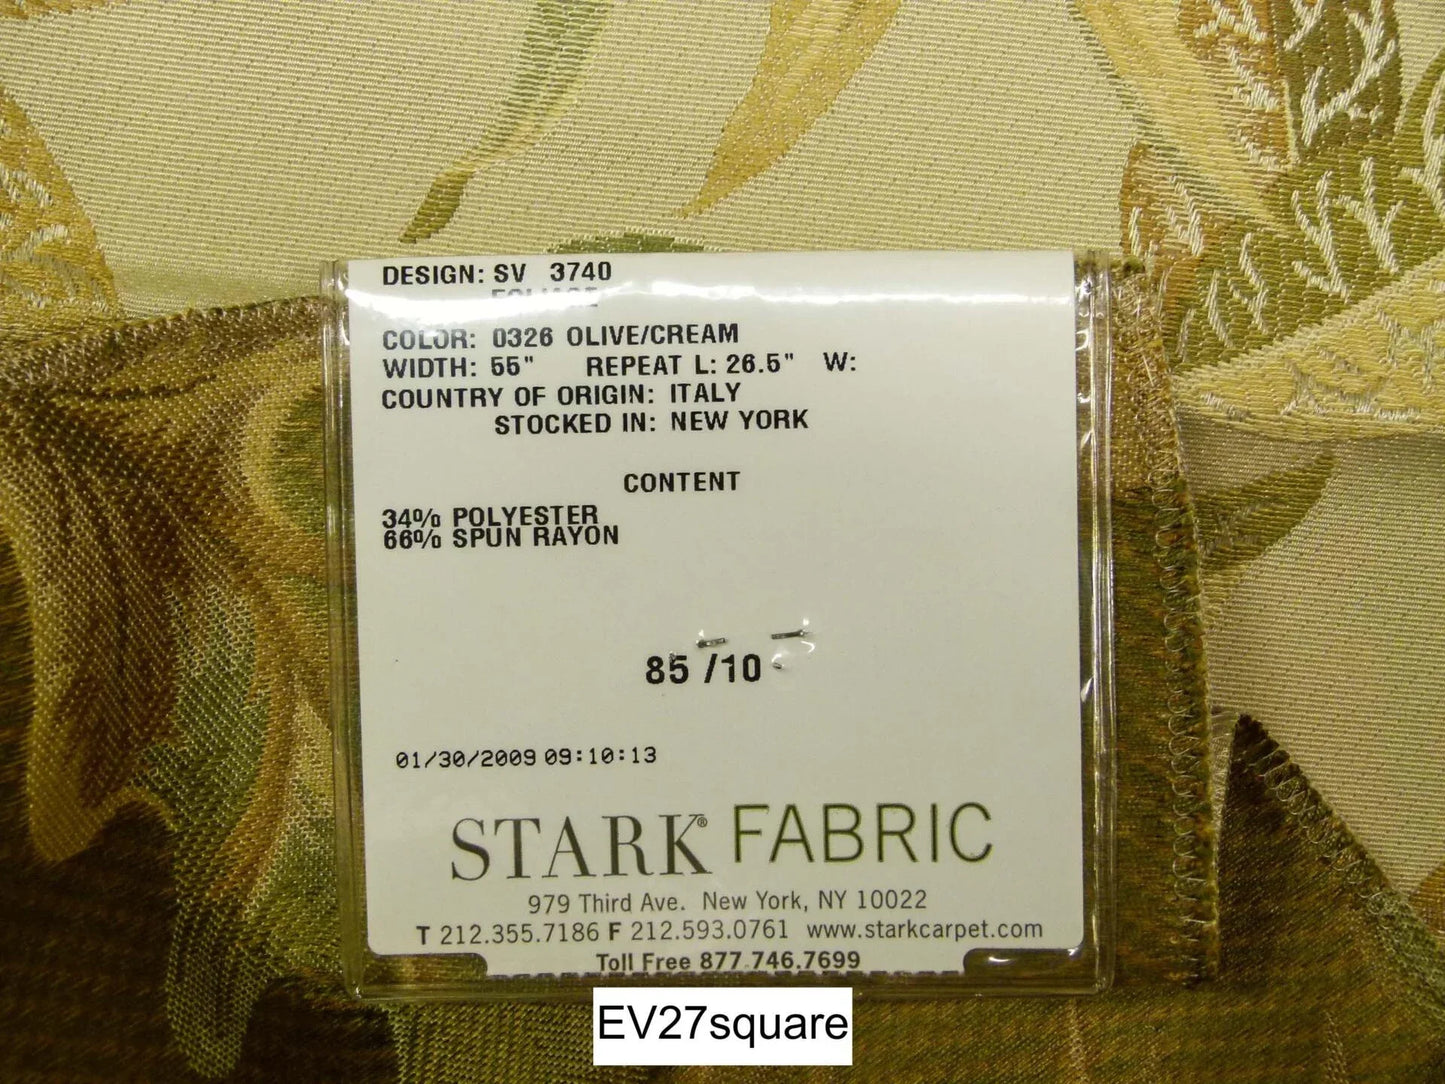 DESIGN: SV 3740
FOLIAGE
COLOR: 0326 OLIVE/CREAM
WIDTH: 55" REPEAT L: 26.5" W:
COUNTRY OF ORIGIN: ITALY
STOCKED IN: NEW YORK
CONTENT
34% POLYESTER
66% SPUN RAYON
85 /10
01/30/2009 09:10:13
STARK® FABRIC
979 Third Ave. New York, NY 10022
T 212.355.7186 F 212.593.0761 www.starkcarpet.com
Toll Free 877.746.7699
EV27square